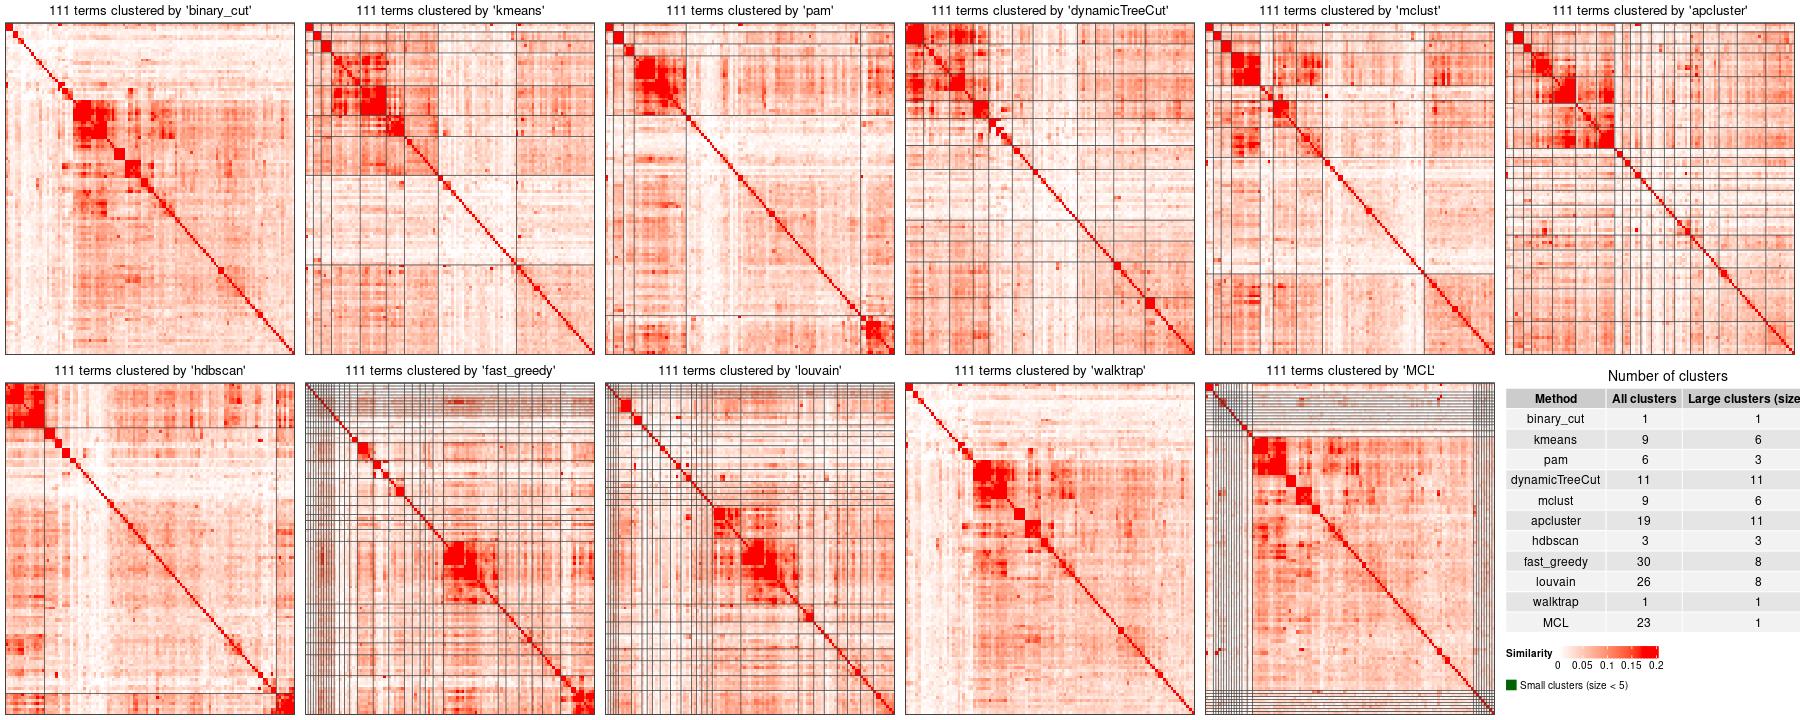 111 terms clustered by 'binary_cut'
111 terms clustered by 'kmeans'
111 terms clustered by 'pam'
111 terms clustered by 'dynamicTreeCut'
111 terms clustered by 'mclust'
111 terms clustered by 'apcluster'
111 terms clustered by 'hdbscan'
111 terms clustered by 'fast_greedy'
111 terms clustered by 'louvain'
111 terms clustered by 'walktrap'
111 terms clustered by 'MCL'
Number of clusters
Method All clusters Large clusters (size
binary_cut 1 1
kmeans 9 6
pam 6 3
dynamicTreeCut 11 11
mclust 9 6
apcluster 19 11
hdbscan 3 3
fast_greedy 30 8
louvain 26 8
walktrap 1 1
MCL 23 1
Similarity
0 0.05 0.1 0.15 0.2
Small clusters (size < 5)